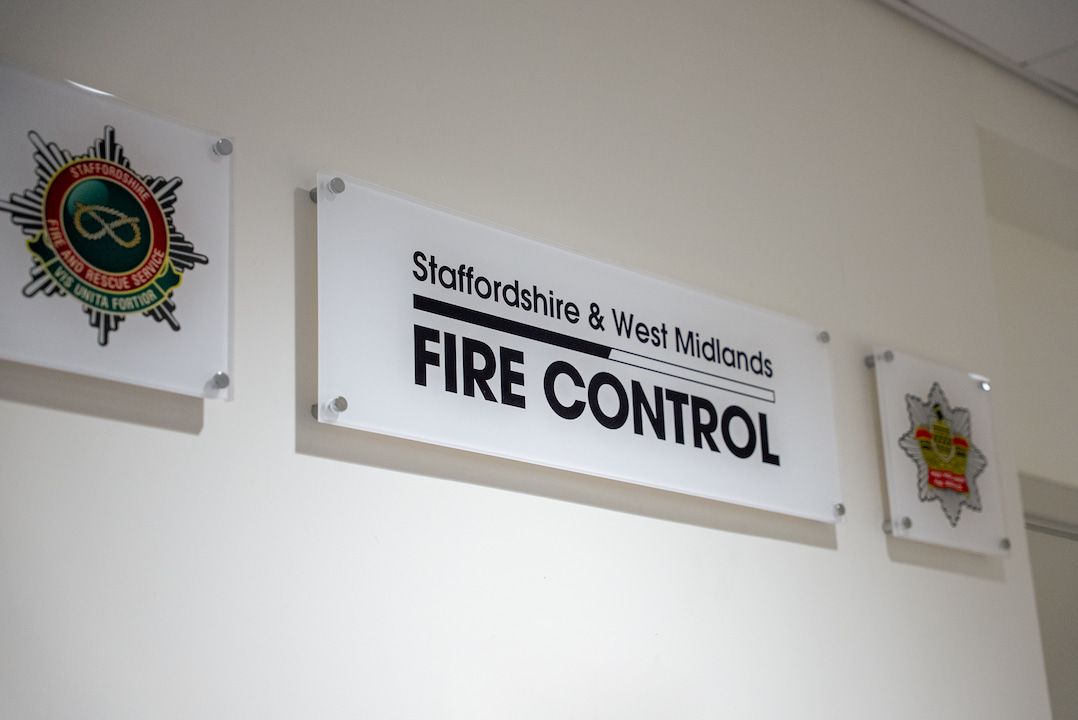 STAFFORDSHIRE
FIRE AND RESCUE SERVICE
VIS UNITA FORTIOR
Staffordshire & West Midlands
FIRE CONTROL